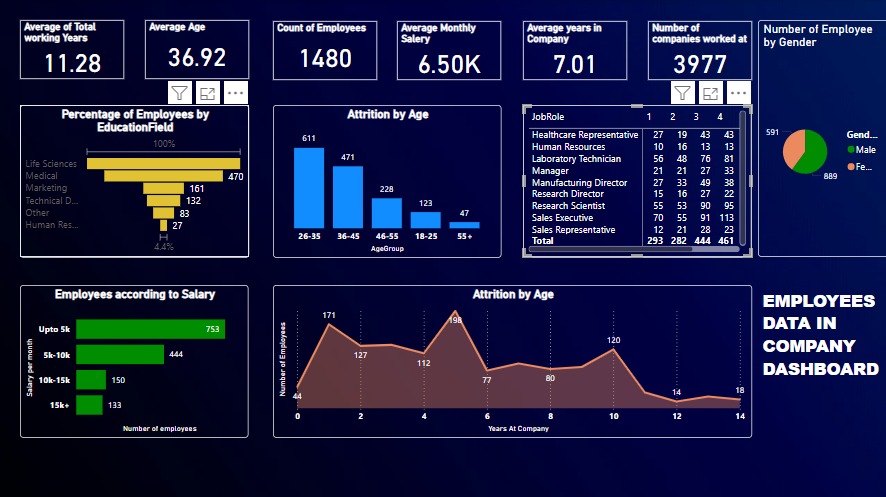 Average of Total
working Years
11.28
Average Age
36.92
Count of Employees
1480
Average Monthly
Salery
6.50K
Average years in
Company
7.01
Number of
companies worked at
3977
Number of Employee
by Gender
591
889
Gend...
Male
Fe...
Percentage of Employees by
EducationField
100%
Life Sciences
Medical 470
Marketing 161
Technical D... 132
Other 83
Human Res... 27
4.4%
Attrition by Age
611
471
228
123
47
26-35 36-45 46-55 18-25 55+
AgeGroup
JobRole 1 2 3 4
Healthcare Representative 27 19 43 43
Human Resources 10 16 13 13
Laboratory Technician 56 48 76 81
Manager 21 21 27 33
Manufacturing Director 27 33 49 38
Research Director 15 16 27 22
Research Scientist 55 53 90 95
Sales Executive 70 55 91 113
Sales Representative 12 21 28 23
Total 293 282 444 461
Employees according to Salary
Salary per month
Upto 5k 753
5k-10k 444
10k-15k 150
15k+ 133
Number of employees
Attrition by Age
Number of Employees
44
171
127
112
198
77
80
120
14
18
0 2 4 6 8 10 12 14
Years At Company
EMPLOYEES
DATA IN
COMPANY
DASHBOARD